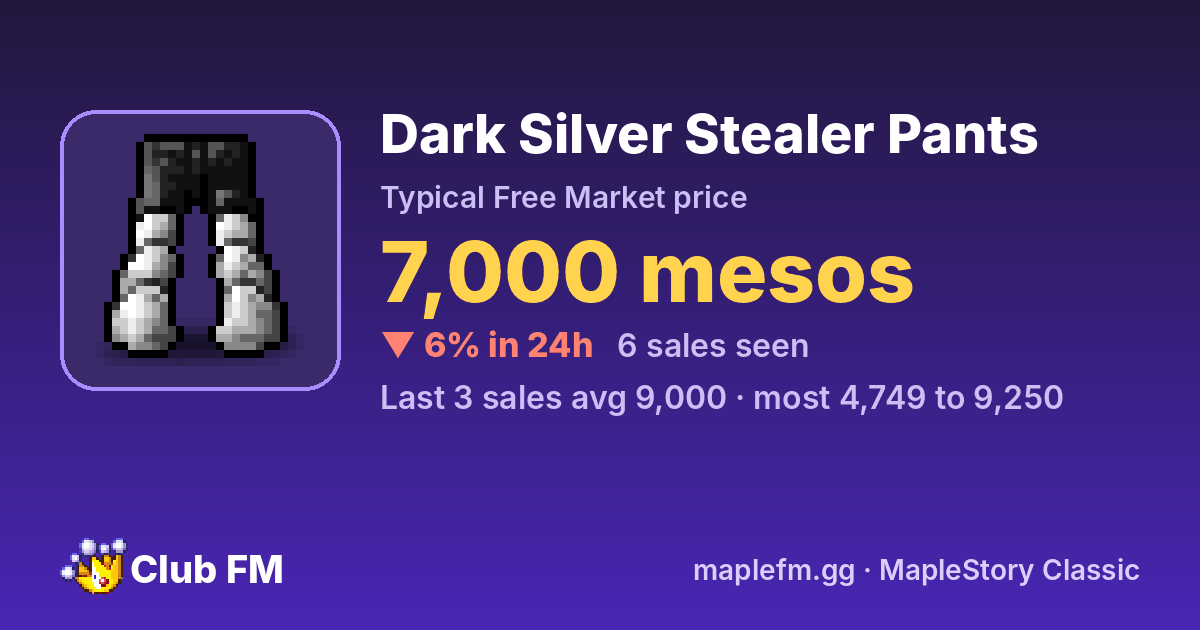 Dark Silver Stealer Pants
Typical Free Market price
7,000 mesos
▼ 6% in 24h 6 sales seen
Last 3 sales avg 9,000 · most 4,749 to 9,250
Club FM
maplefm.gg · MapleStory Classic